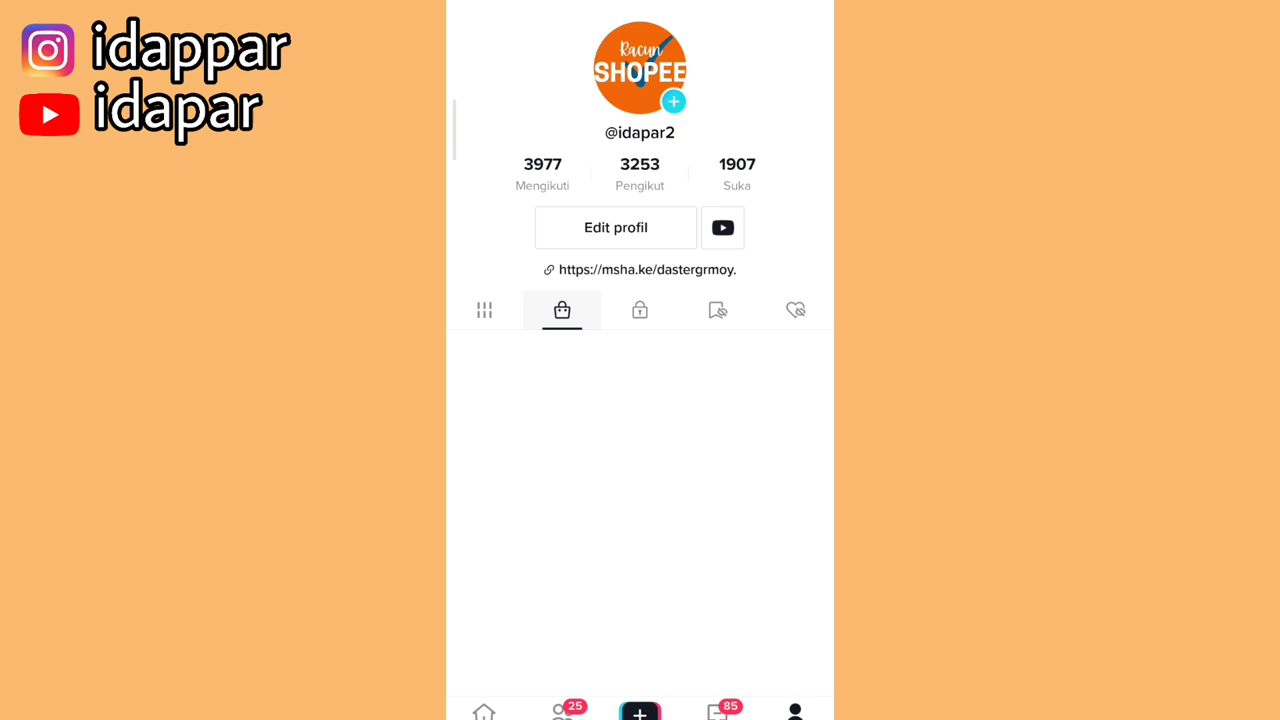 idappar
idapar
Racun
SHOPEE
@idapar2
3977 3253 1907
Mengikuti Pengikut Suka
Edit profil
https://msha.ke/dastergrmoy.
25 85